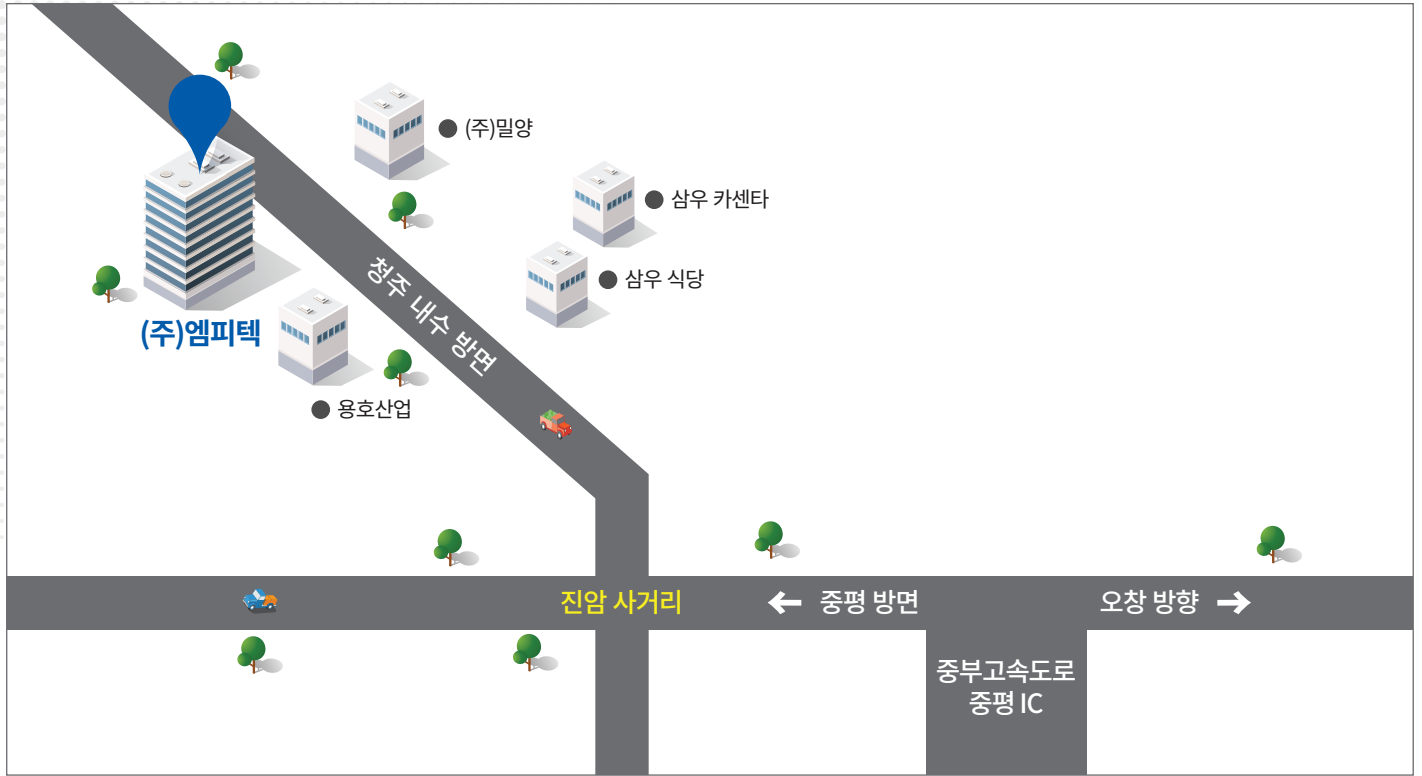 (주)밀양
삼우 카센타
삼우 식당
청주 내수 방면
(주)엠피텍
용호산업
진암 사거리
중평 방면
오창 방향
중부고속도로
중평 IC